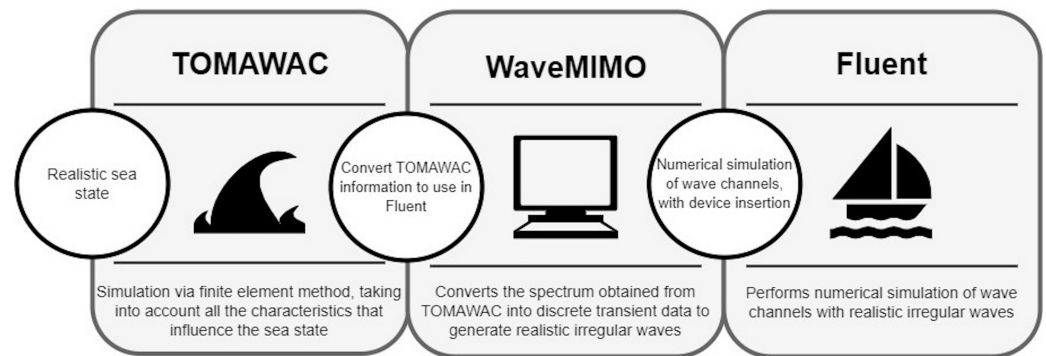 TOMAWAC
WaveMIMO
Fluent
Realistic sea
state
Convert TOMAWAC
information to use in
Fluent
Numerical simulation
of wave channels,
with device insertion
Simulation via finite element method, taking
into account all the characteristics that
influence the sea state
Converts the spectrum obtained from
TOMAWAC into discrete transient data to
generate realistic irregular waves
Performs numerical simulation of wave
channels with realistic irregular waves